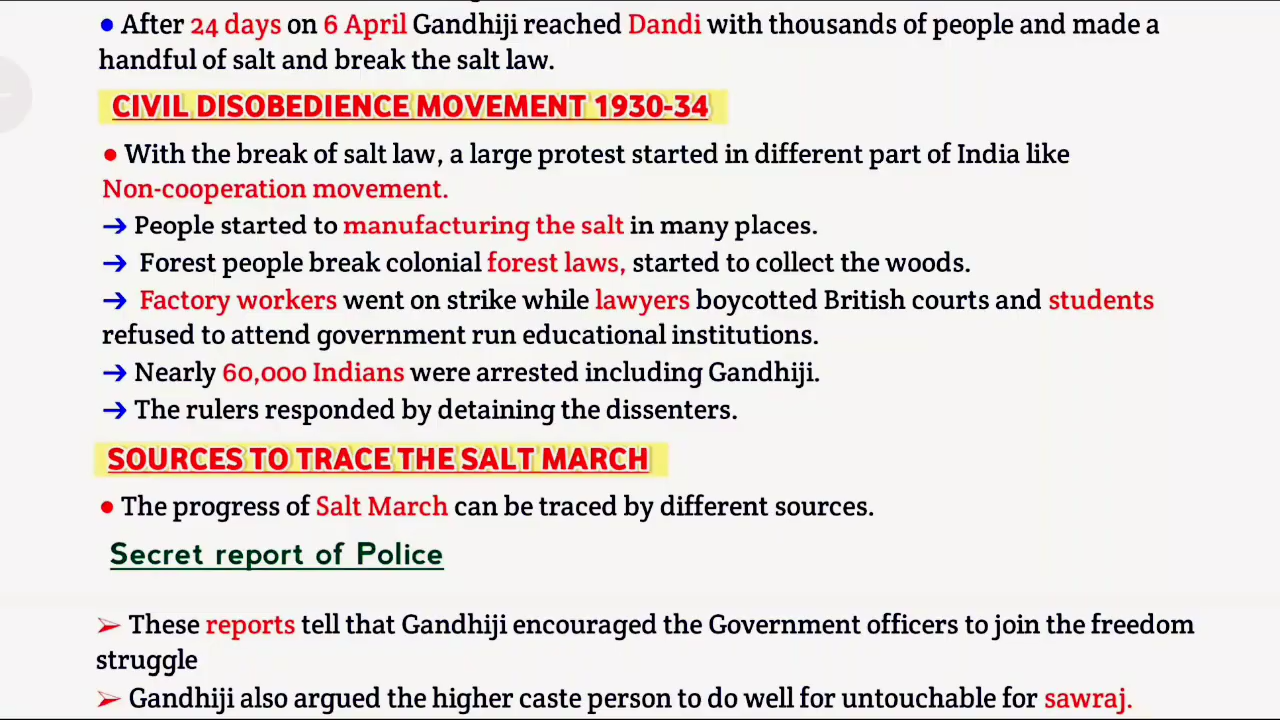 ● After 24 days on 6 April Gandhiji reached Dandi with thousands of people and made a
handful of salt and break the salt law.
CIVIL DISOBEDIENCE MOVEMENT 1930-34
● With the break of salt law, a large protest started in different part of India like
Non-cooperation movement.
→ People started to manufacturing the salt in many places.
→ Forest people break colonial forest laws, started to collect the woods.
→ Factory workers went on strike while lawyers boycotted British courts and students
refused to attend government run educational institutions.
→ Nearly 60,000 Indians were arrested including Gandhiji.
→ The rulers responded by detaining the dissenters.
SOURCES TO TRACE THE SALT MARCH
● The progress of Salt March can be traced by different sources.
Secret report of Police
➢ These reports tell that Gandhiji encouraged the Government officers to join the freedom
struggle
➢ Gandhiji also argued the higher caste person to do well for untouchable for sawraj.